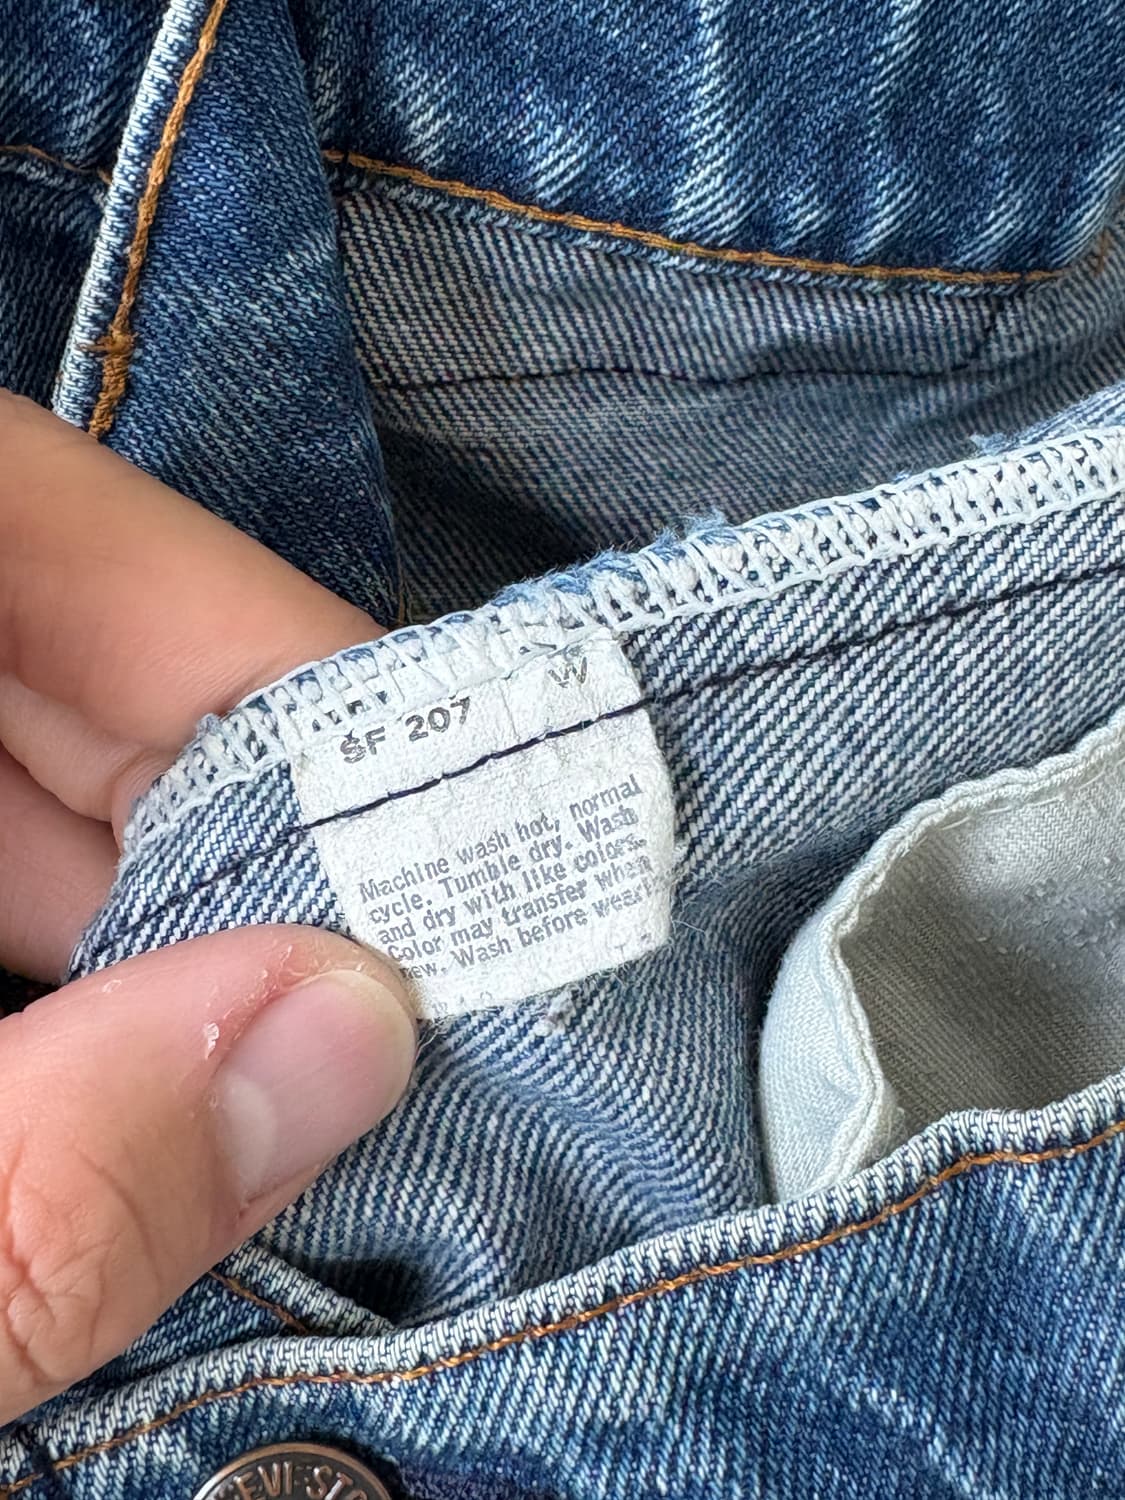 SF 207 W
Machine wash hot, normal
cycle. Tumble dry. Wash
and dry with like colors.
Color may transfer when
new. Wash before wear